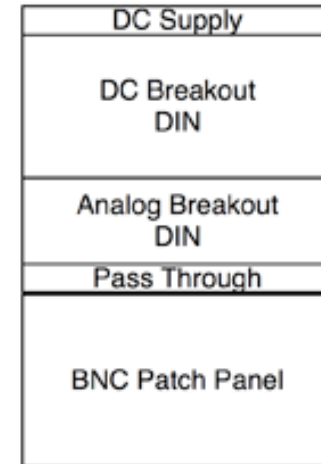 DC Supply
DC Breakout
DIN
Analog Breakout
DIN
Pass Through
BNC Patch Panel